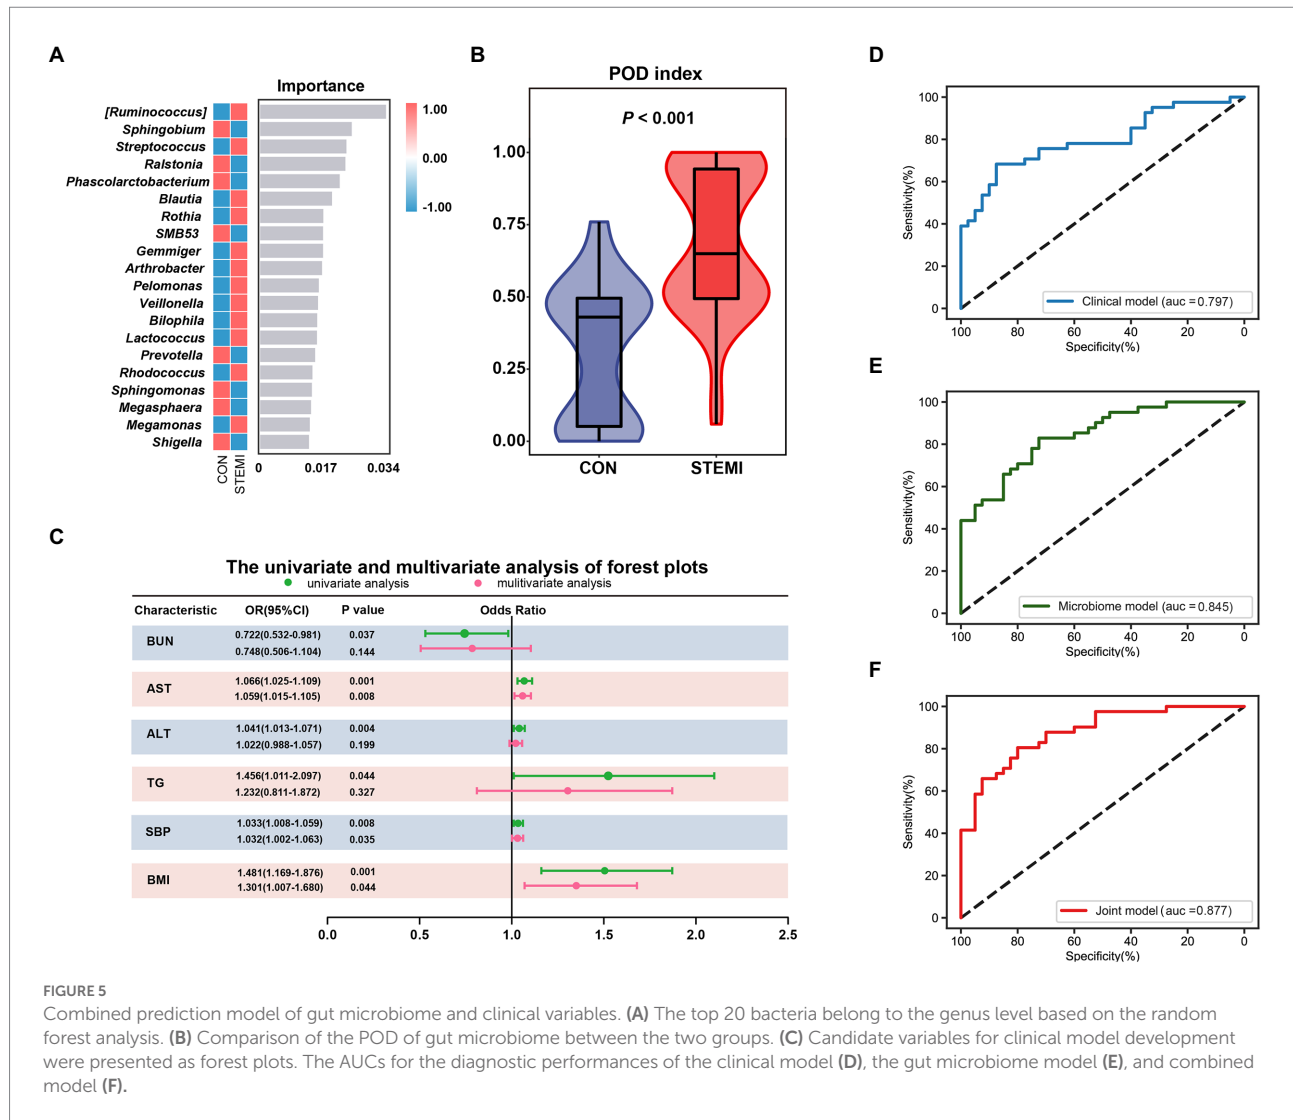 A
Importance
[Ruminococcus]
Sphingobium
Streptococcus
Ralstonia
Phascolarctobacterium
Blautia
Rothia
SMB53
Gemmiger
Arthrobacter
Pelomonas
Veillonella
Bilophila
Lactococcus
Prevotella
Rhodococcus
Sphingomonas
Megasphaera
Megamonas
Shigella
CON
STEMI
0 0.017 0.034
1.00
0.00
-1.00
B
POD index
P < 0.001
1.00
0.75
0.50
0.25
0.00
CON STEMI
C
The univariate and multivariate analysis of forest plots
univariate analysis mulitivariate analysis
Characteristic OR(95%CI) P value Odds Ratio
BUN
0.722(0.532-0.981) 0.037
0.748(0.506-1.104) 0.144
AST
1.066(1.025-1.109) 0.001
1.059(1.015-1.105) 0.008
ALT
1.041(1.013-1.071) 0.004
1.022(0.988-1.057) 0.199
TG
1.456(1.011-2.097) 0.044
1.232(0.811-1.872) 0.327
SBP
1.033(1.008-1.059) 0.008
1.032(1.002-1.063) 0.035
BMI
1.481(1.169-1.876) 0.001
1.301(1.007-1.680) 0.044
0.0 0.5 1.0 1.5 2.0 2.5
D
Sensitivity(%)
100
80
60
40
20
0
Clinical model (auc = 0.797)
100 80 60 40 20 0
Specificity(%)
E
Sensitivity(%)
100
80
60
40
20
0
Microbiome model (auc = 0.845)
100 80 60 40 20 0
Specificity(%)
F
Sensitivity(%)
100
80
60
40
20
0
Joint model (auc = 0.877)
100 80 60 40 20 0
Specificity(%)
FIGURE 5
Combined prediction model of gut microbiome and clinical variables. (A) The top 20 bacteria belong to the genus level based on the random
forest analysis. (B) Comparison of the POD of gut microbiome between the two groups. (C) Candidate variables for clinical model development
were presented as forest plots. The AUCs for the diagnostic performances of the clinical model (D), the gut microbiome model (E), and combined
model (F).